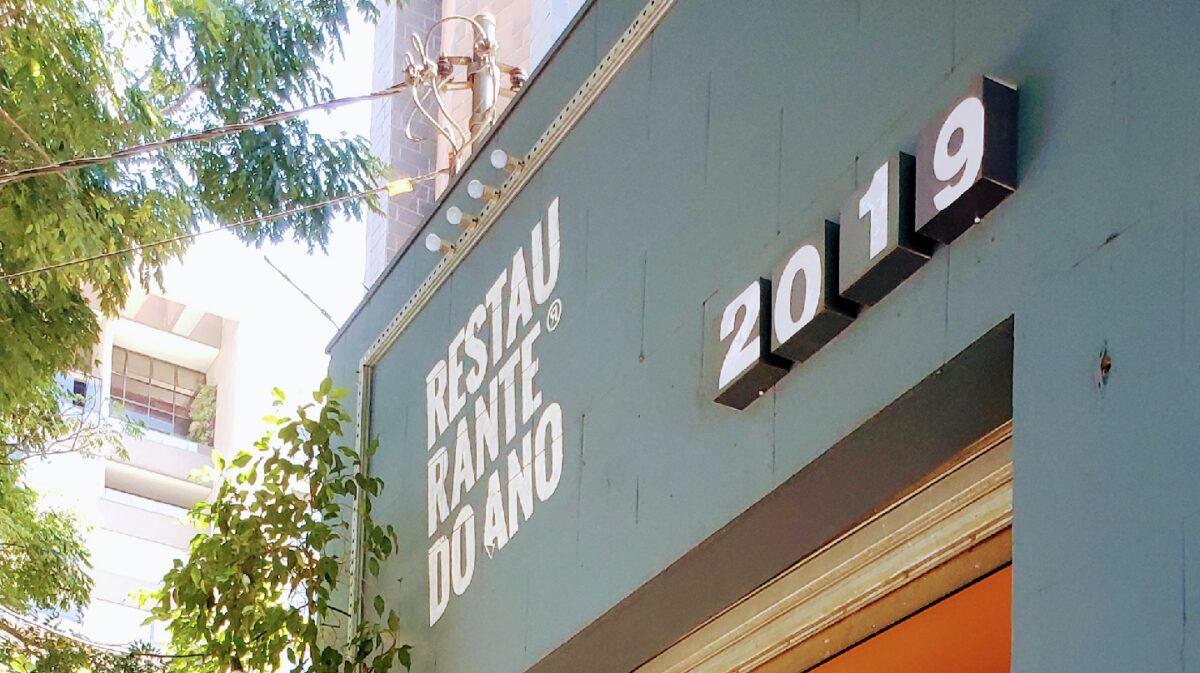 RESTAU
RANTE
DO ANO
®
2019